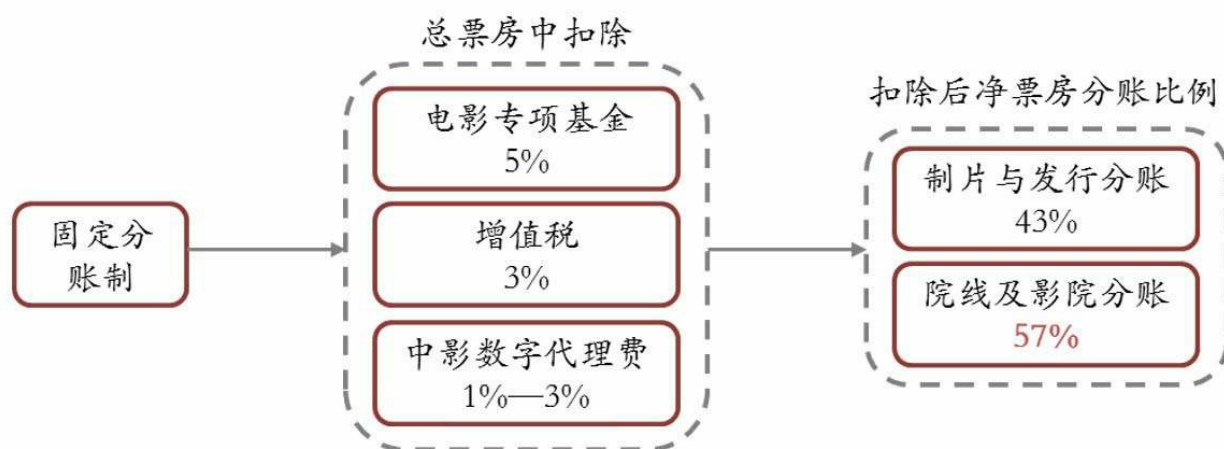 固定分
账制
总票房中扣除
电影专项基金
5%
增值税
3%
中影数字代理费
1%—3%
扣除后净票房分账比例
制片与发行分账
43%
院线及影院分账
57%